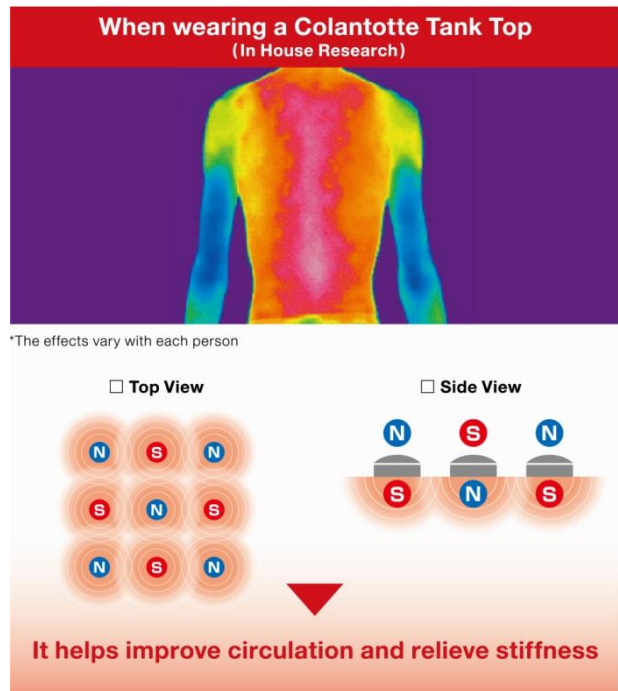 When wearing a Colantotte Tank Top
(In House Research)
*The effects vary with each person
□ Top View
□ Side View
N S N
S N S
N S N
N S N
S N S
It helps improve circulation and relieve stiffness